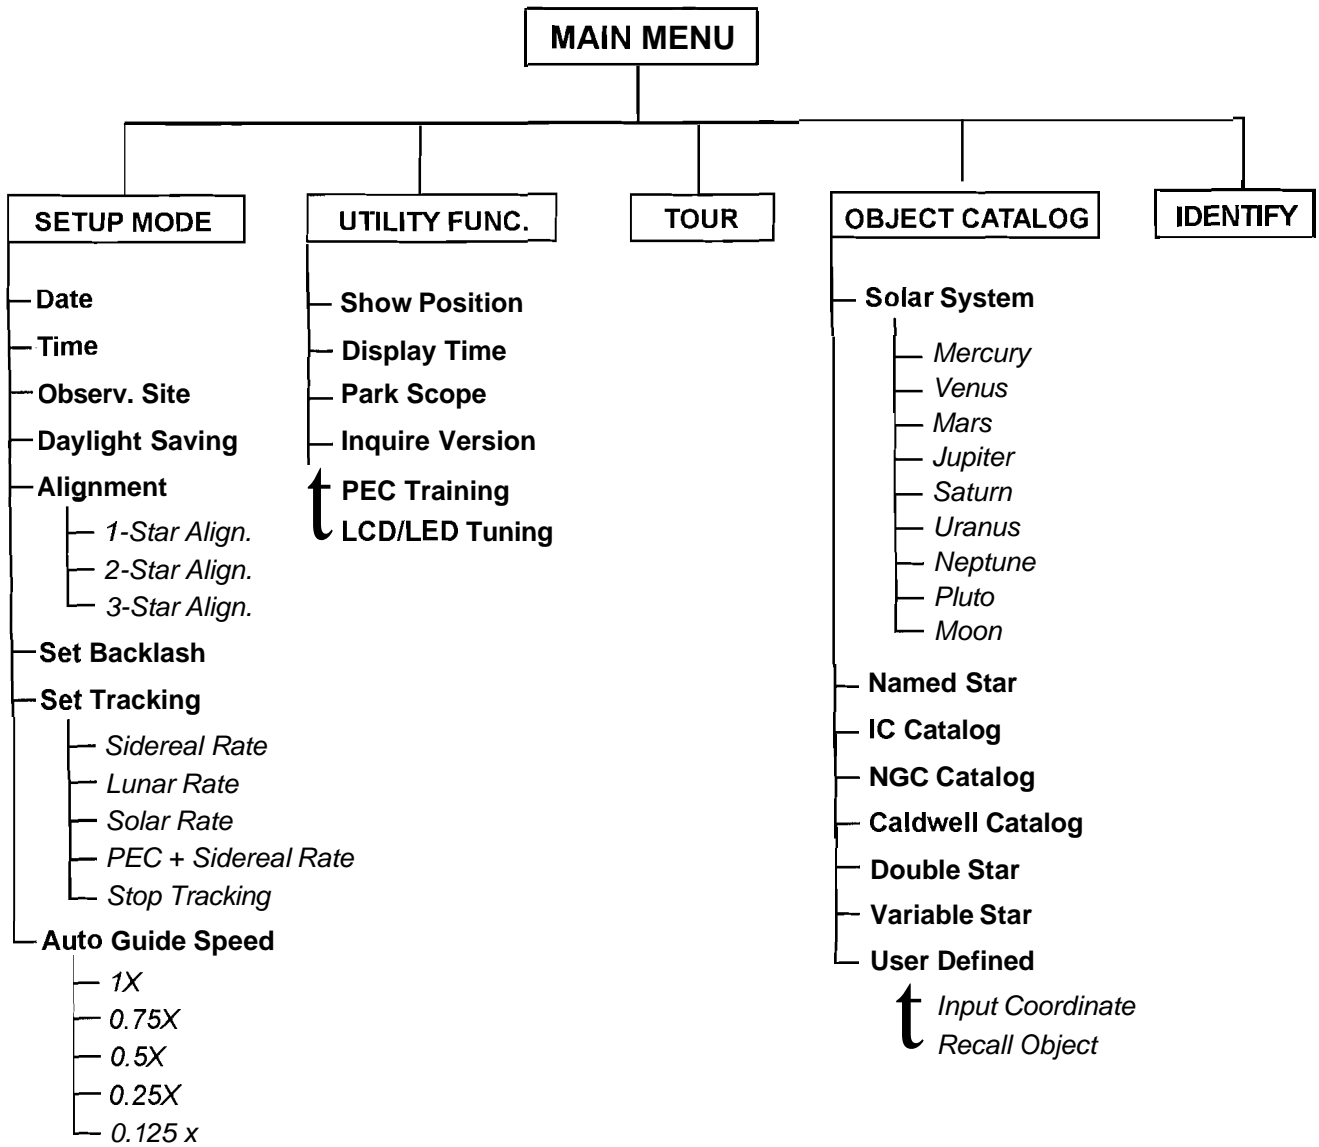 MAIN MENU
SETUP MODE
Date
Time
Observ. Site
Daylight Saving
Alignment
1-Star Align.
2-Star Align.
3-Star Align.
Set Backlash
Set Tracking
Sidereal Rate
Lunar Rate
Solar Rate
PEC + Sidereal Rate
Stop Tracking
Auto Guide Speed
1X
0.75X
0.5X
0.25X
0.125 x
UTILITY FUNC.
Show Position
Display Time
Park Scope
Inquire Version
PEC Training
LCD/LED Tuning
TOUR
OBJECT CATALOG
Solar System
Mercury
Venus
Mars
Jupiter
Saturn
Uranus
Neptune
Pluto
Moon
Named Star
IC Catalog
NGC Catalog
Caldwell Catalog
Double Star
Variable Star
User Defined
Input Coordinate
Recall Object
IDENTIFY